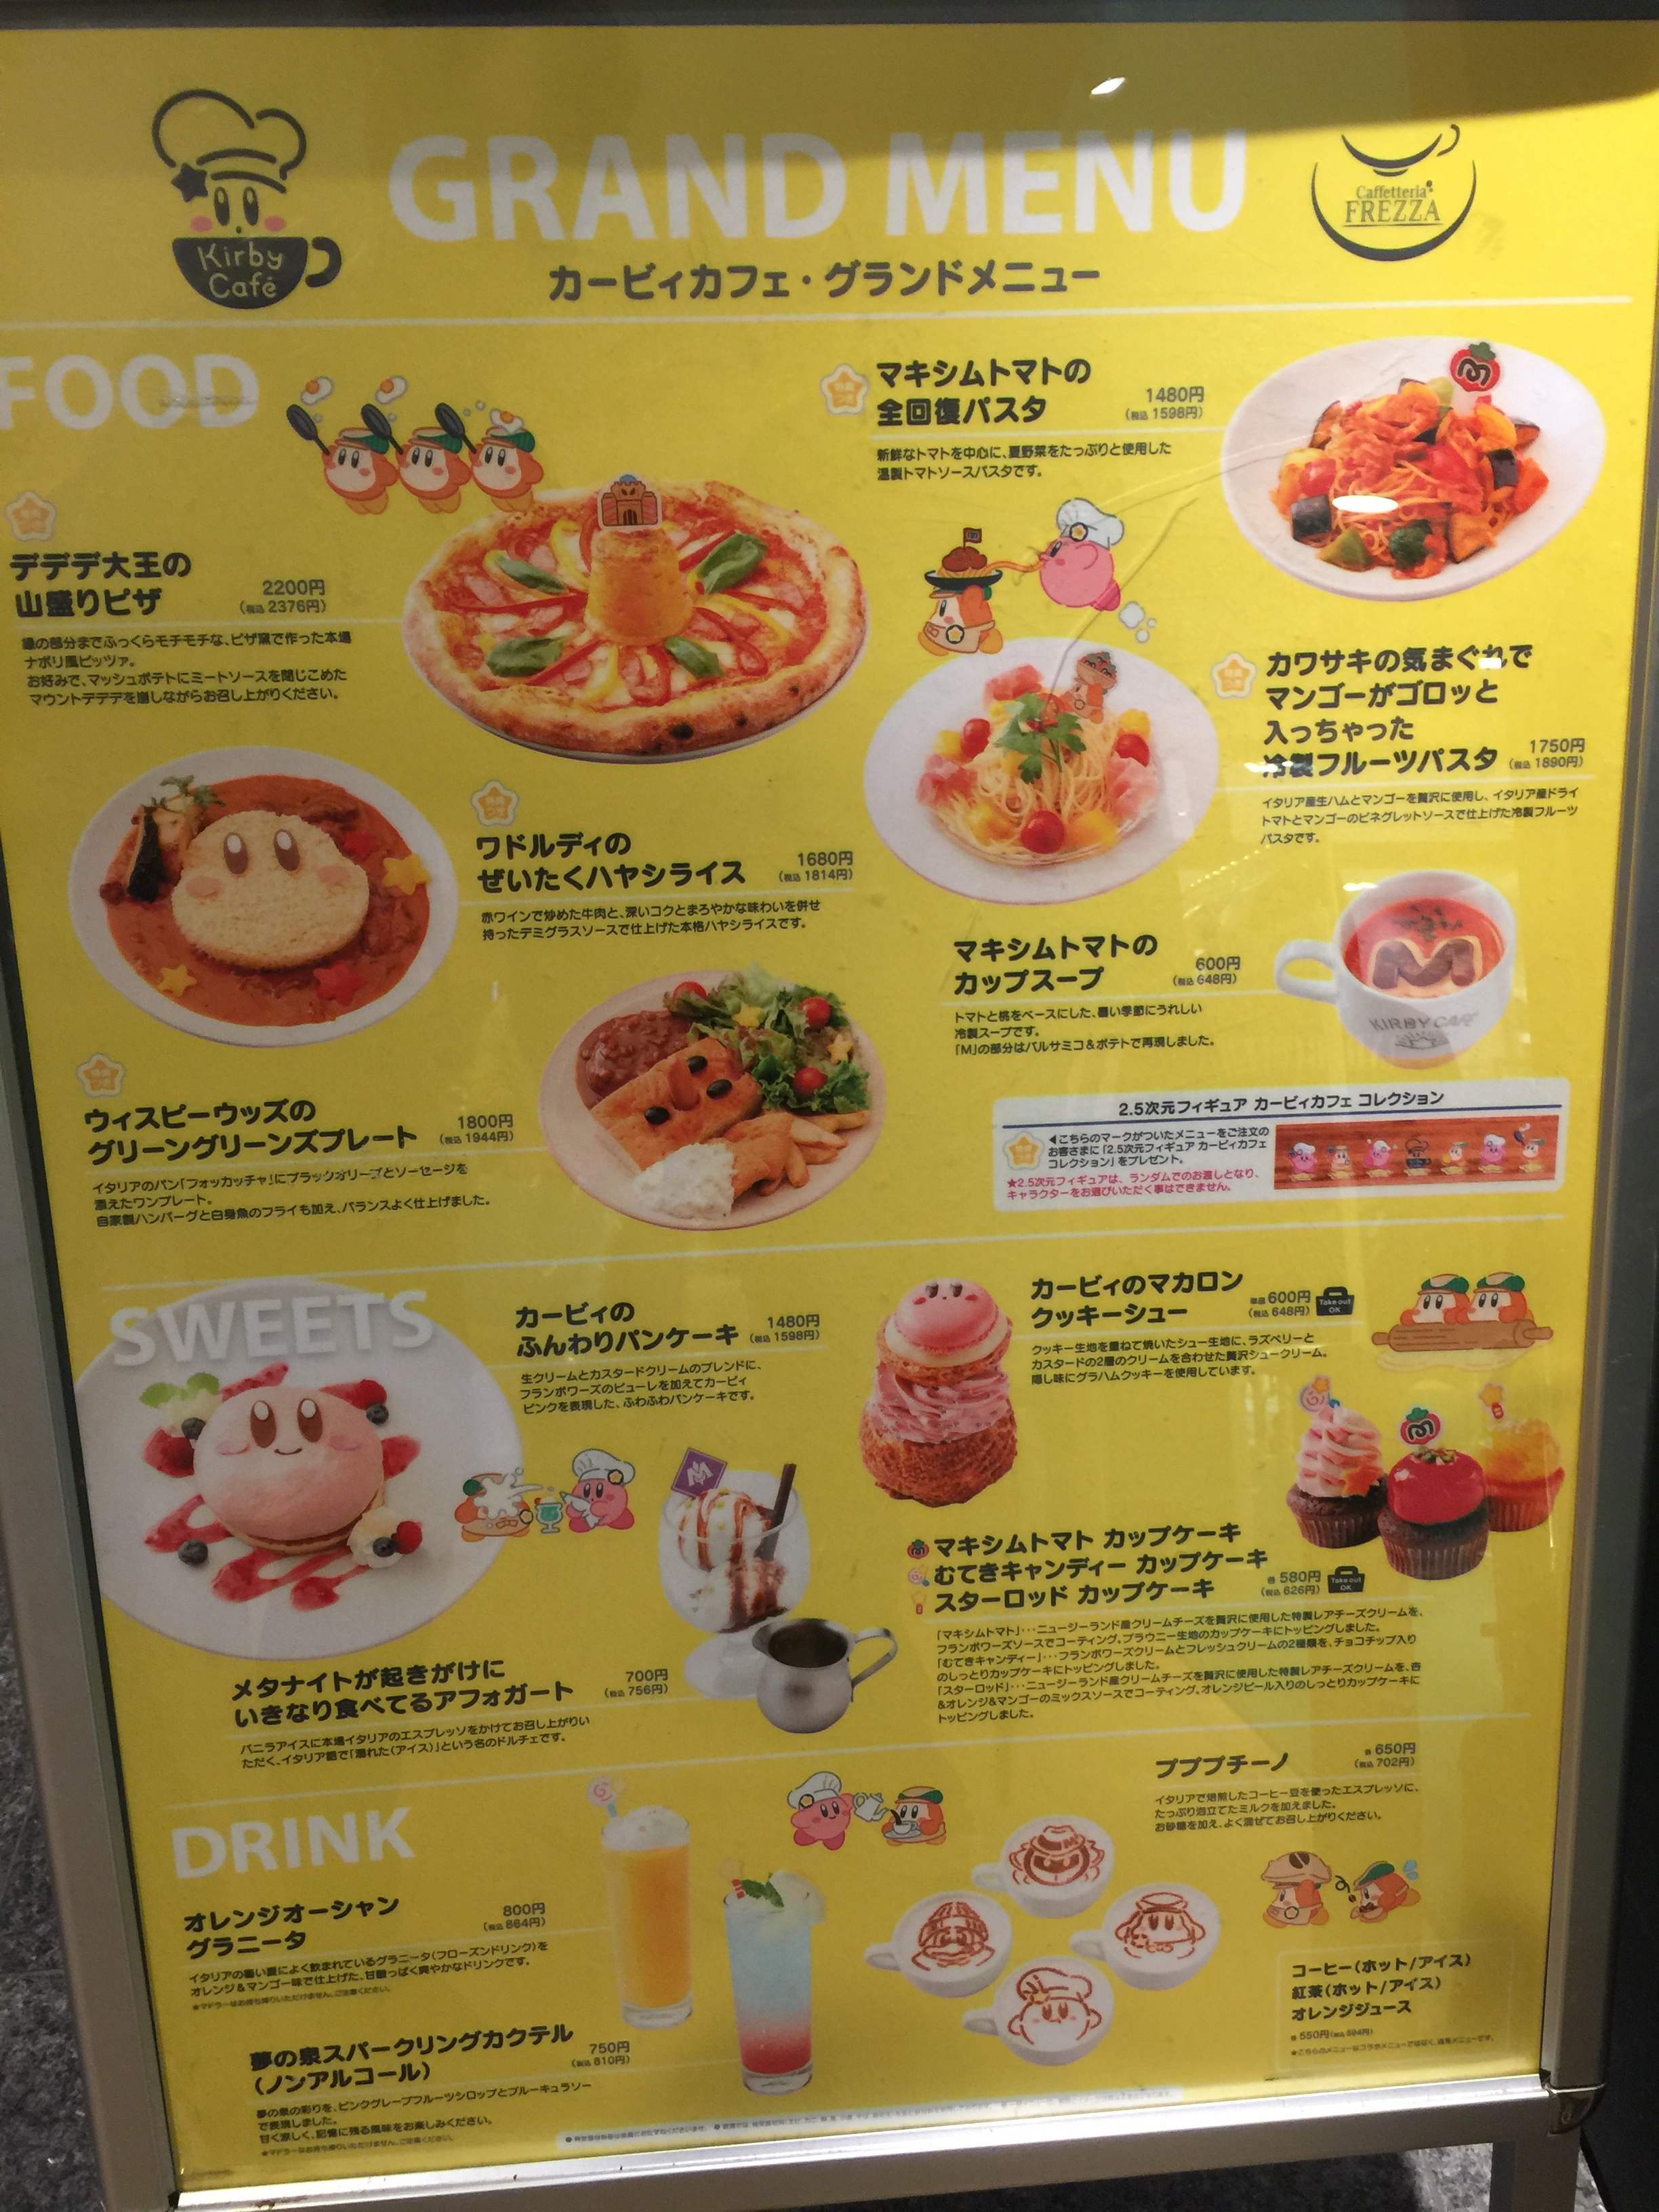 Kirby
Café
GRAND MENU
Caffetteria
FREZZA
カービィカフェ・グランドメニュー
FOOD
デデデ大王の
山盛りピザ
2200円
(税込 2376円)
縁の部分までふっくらモチモチな、ピザ窯で作った本場
ナポリ風ピッツァ。
お好みで、マッシュポテトにミートソースを閉じこめた
マウントデデデを崩しながらお召し上がりください。
マキシムトマトの
全回復パスタ
1480円
(税込 1598円)
新鮮なトマトを中心に、夏野菜をたっぷりと使用した
温製トマトソースパスタです。
カワサキの気まぐれで
マンゴーがゴロッと
入っちゃった
冷製フルーツパスタ
1750円
(税込 1890円)
イタリア産生ハムとマンゴーを贅沢に使用し、イタリア産ドライ
トマトとマンゴーのビネグレットソースで仕上げた冷製フルーツ
パスタです。
ワドルディの
ぜいたくハヤシライス
1680円
(税込 1814円)
赤ワインで炒めた牛肉と、深いコクとまろやかな味わいを併せ
持ったデミグラスソースで仕上げた本格ハヤシライスです。
マキシムトマトの
カップスープ
600円
(税込 648円)
トマトと桃をベースにした、暑い季節にうれしい
冷製スープです。
「M」の部分はバルサミコ&ポテトで再現しました。
KIRBY CAFÉ
ウィスピーウッズの
グリーングリーンズプレート
1800円
(税込 1944円)
イタリアのパン「フォッカッチャ」にブラックオリーブとソーセージを
添えたワンプレート。
自家製ハンバーグと白身魚のフライも加え、バランスよく仕上げました。
2.5次元フィギュア カービィカフェ コレクション
◀こちらのマークがついたメニューをご注文の
お客さまに「2.5次元フィギュア カービィカフェ
コレクション」をプレゼント。
★2.5次元フィギュアは、ランダムでのお渡しとなり、
キャラクターをお選びいただく事はできません。
SWEETS
カービィの
ふんわりパンケーキ
1480円
(税込 1598円)
生クリームとカスタードクリームのブレンドに、
フランボワーズのピューレを加えてカービィ
ピンクを表現した、ふわふわパンケーキです。
カービィのマカロン
クッキーシュー
単品 600円
(税込 648円)
Take out
OK
クッキー生地を重ねて焼いたシュー生地に、ラズベリーと
カスタードの2層のクリームを合わせた贅沢シュークリーム。
隠し味にグラハムクッキーを使用しています。
マキシムトマト カップケーキ
むてきキャンディー カップケーキ
スターロッド カップケーキ
各 580円
(税込 626円)
Take out
OK
「マキシムトマト」…ニュージーランド産クリームチーズを贅沢に使用した特製レアチーズクリームを、
フランボワーズソースでコーティング。ブラウニー生地のカップケーキにトッピングしました。
「むてきキャンディー」…フランボワーズクリームとフレッシュクリームの2種類を、チョコチップ入り
のしっとりカップケーキにトッピングしました。
「スターロッド」…ニュージーランド産クリームチーズを贅沢に使用した特製レアチーズクリームを、杏
&オレンジ&マンゴーのミックスソースでコーティング。オレンジピール入りのしっとりカップケーキに
トッピングしました。
メタナイトが起きがけに
いきなり食べてるアフォガート
700円
(税込 756円)
バニラアイスに本場イタリアのエスプレッソをかけてお召し上がりい
ただく、イタリア語で「溺れた(アイス)」という名のドルチェです。
プププチーノ
各 650円
(税込 702円)
イタリアで焙煎したコーヒー豆を使ったエスプレッソに、
たっぷり泡立てたミルクを加えました。
お砂糖を加え、よく混ぜてお召し上がりください。
DRINK
オレンジオーシャン
グラニータ
800円
(税込 864円)
イタリアの暑い夏によく飲まれているグラニータ(フローズンドリンク)を
オレンジ&マンゴー味で仕上げた、甘酸っぱく爽やかなドリンクです。
★マドラーはお持ち帰りいただけません。ご注意ください。
夢の泉スパークリングカクテル
(ノンアルコール)
750円
(税込 810円)
夢の泉の彩りを、ピンクグレープフルーツシロップとブルーキュラソー
で表現しました。
甘く涼しく、記憶に残る風味をお楽しみください。
★マドラーはお持ち帰りいただけません。ご注意ください。
コーヒー(ホット/アイス)
紅茶(ホット/アイス)
オレンジジュース
各 550円(税込 594円)
★こちらのメニューはコラボメニューではなく、通常メニューです。